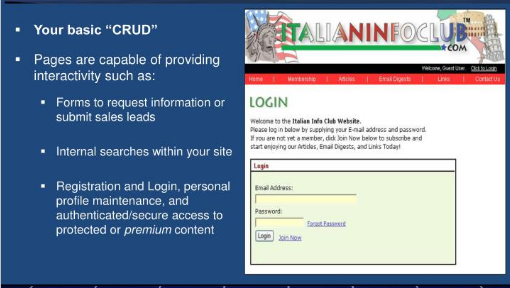 Your basic “CRUD”
Pages are capable of providing
interactivity such as:
Forms to request information or
submit sales leads
Internal searches within your site
Registration and Login, personal
profile maintenance, and
authenticated/secure access to
protected or premium content
ITALIANINFOCLUB™
.COM
Welcome, Guest User. Click to Login
Home | Membership | Articles | Email Digests | Links | Contact Us
LOGIN
Welcome to the Italian Info Club Website.
Please log in below by supplying your E-mail address and password.
If you are not yet a member, click Join Now below to subscribe and
start enjoying our Articles, Email Digests, and Links Today!
Login
Email Address:
Password:
Forgot Password
Login Join Now